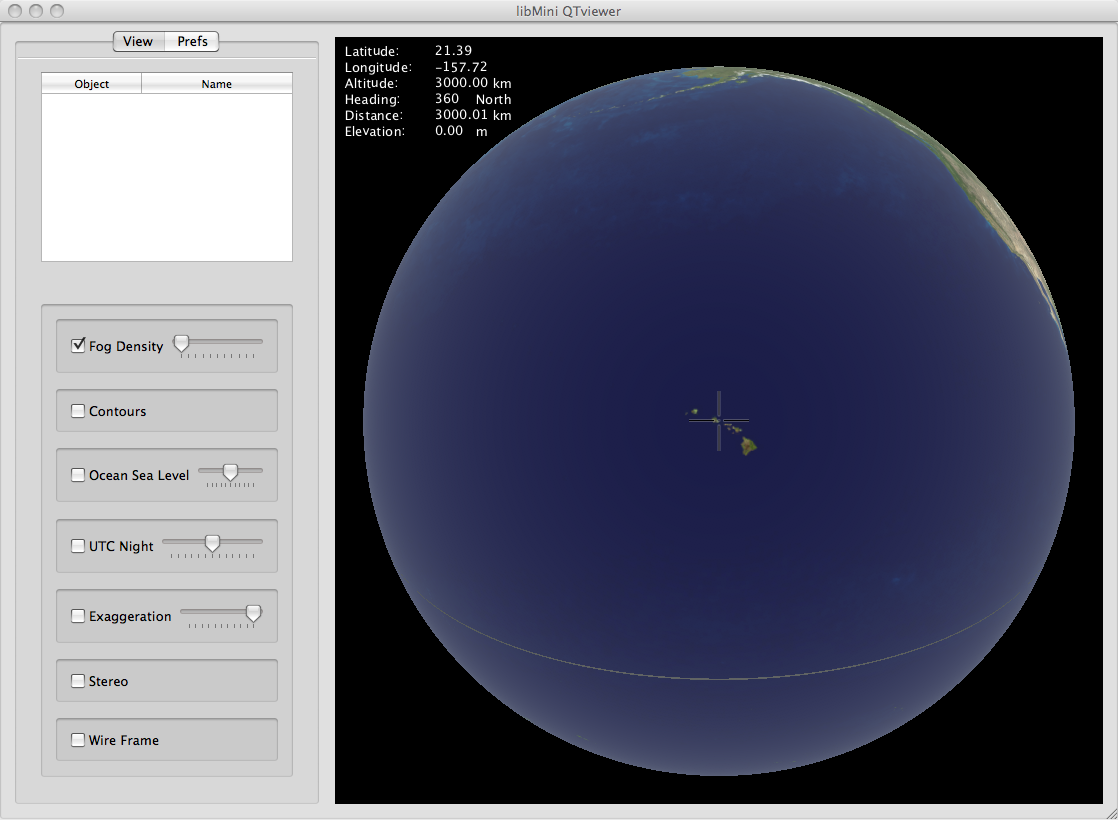 libMini QTviewer
View Prefs
Object Name
Fog Density
Contours
Ocean Sea Level
UTC Night
Exaggeration
Stereo
Wire Frame
Latitude: 21.39
Longitude: -157.72
Altitude: 3000.00 km
Heading: 360 North
Distance: 3000.01 km
Elevation: 0.00 m